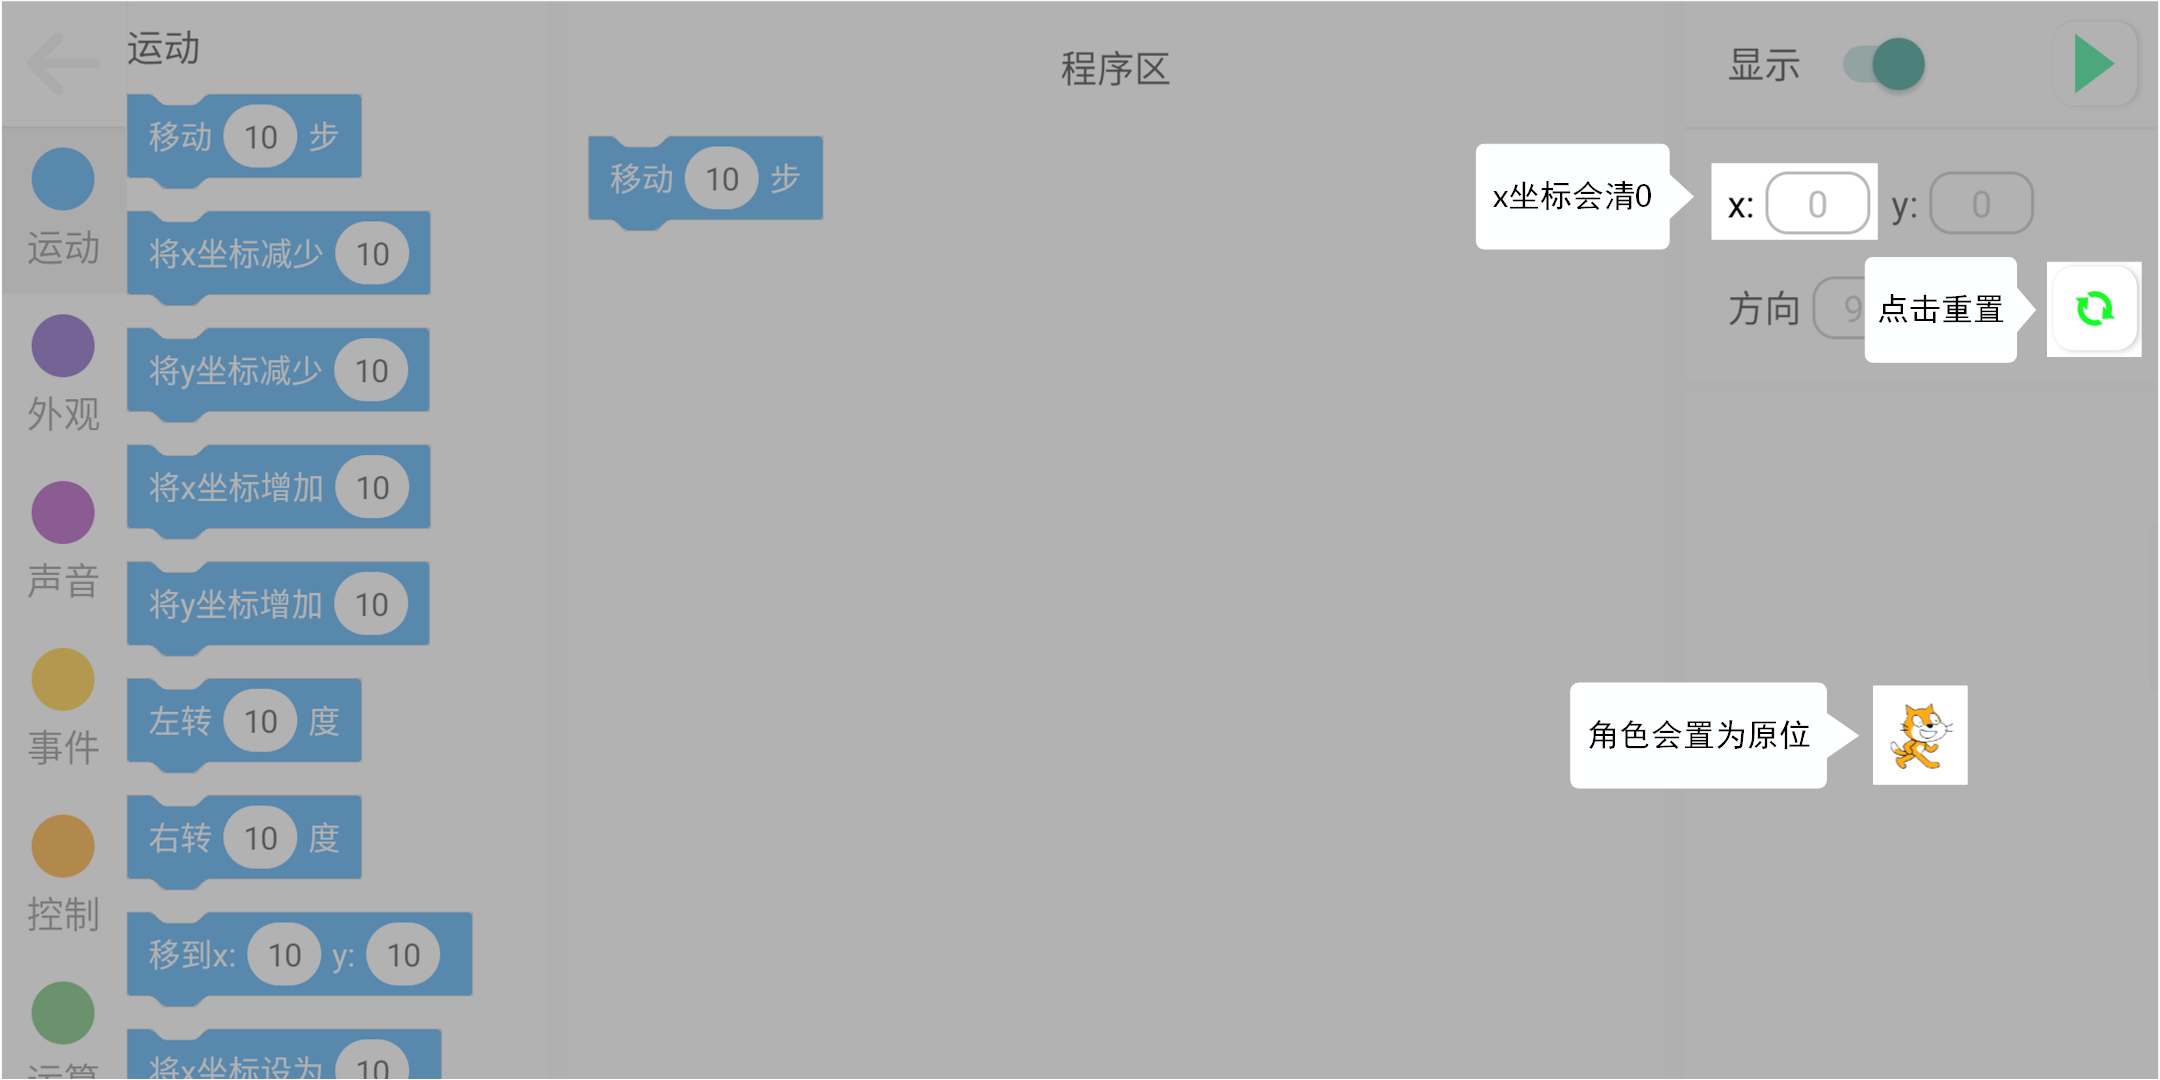 运动
外观
声音
事件
控制
运算
运动
移动 10 步
将x坐标减少 10
将y坐标减少 10
将x坐标增加 10
将y坐标增加 10
左转 10 度
右转 10 度
移到x: 10 y: 10
将x坐标设为 10
程序区
移动 10 步
显示
x坐标会清0
x: 0 y: 0
方向 9
点击重置
角色会置为原位